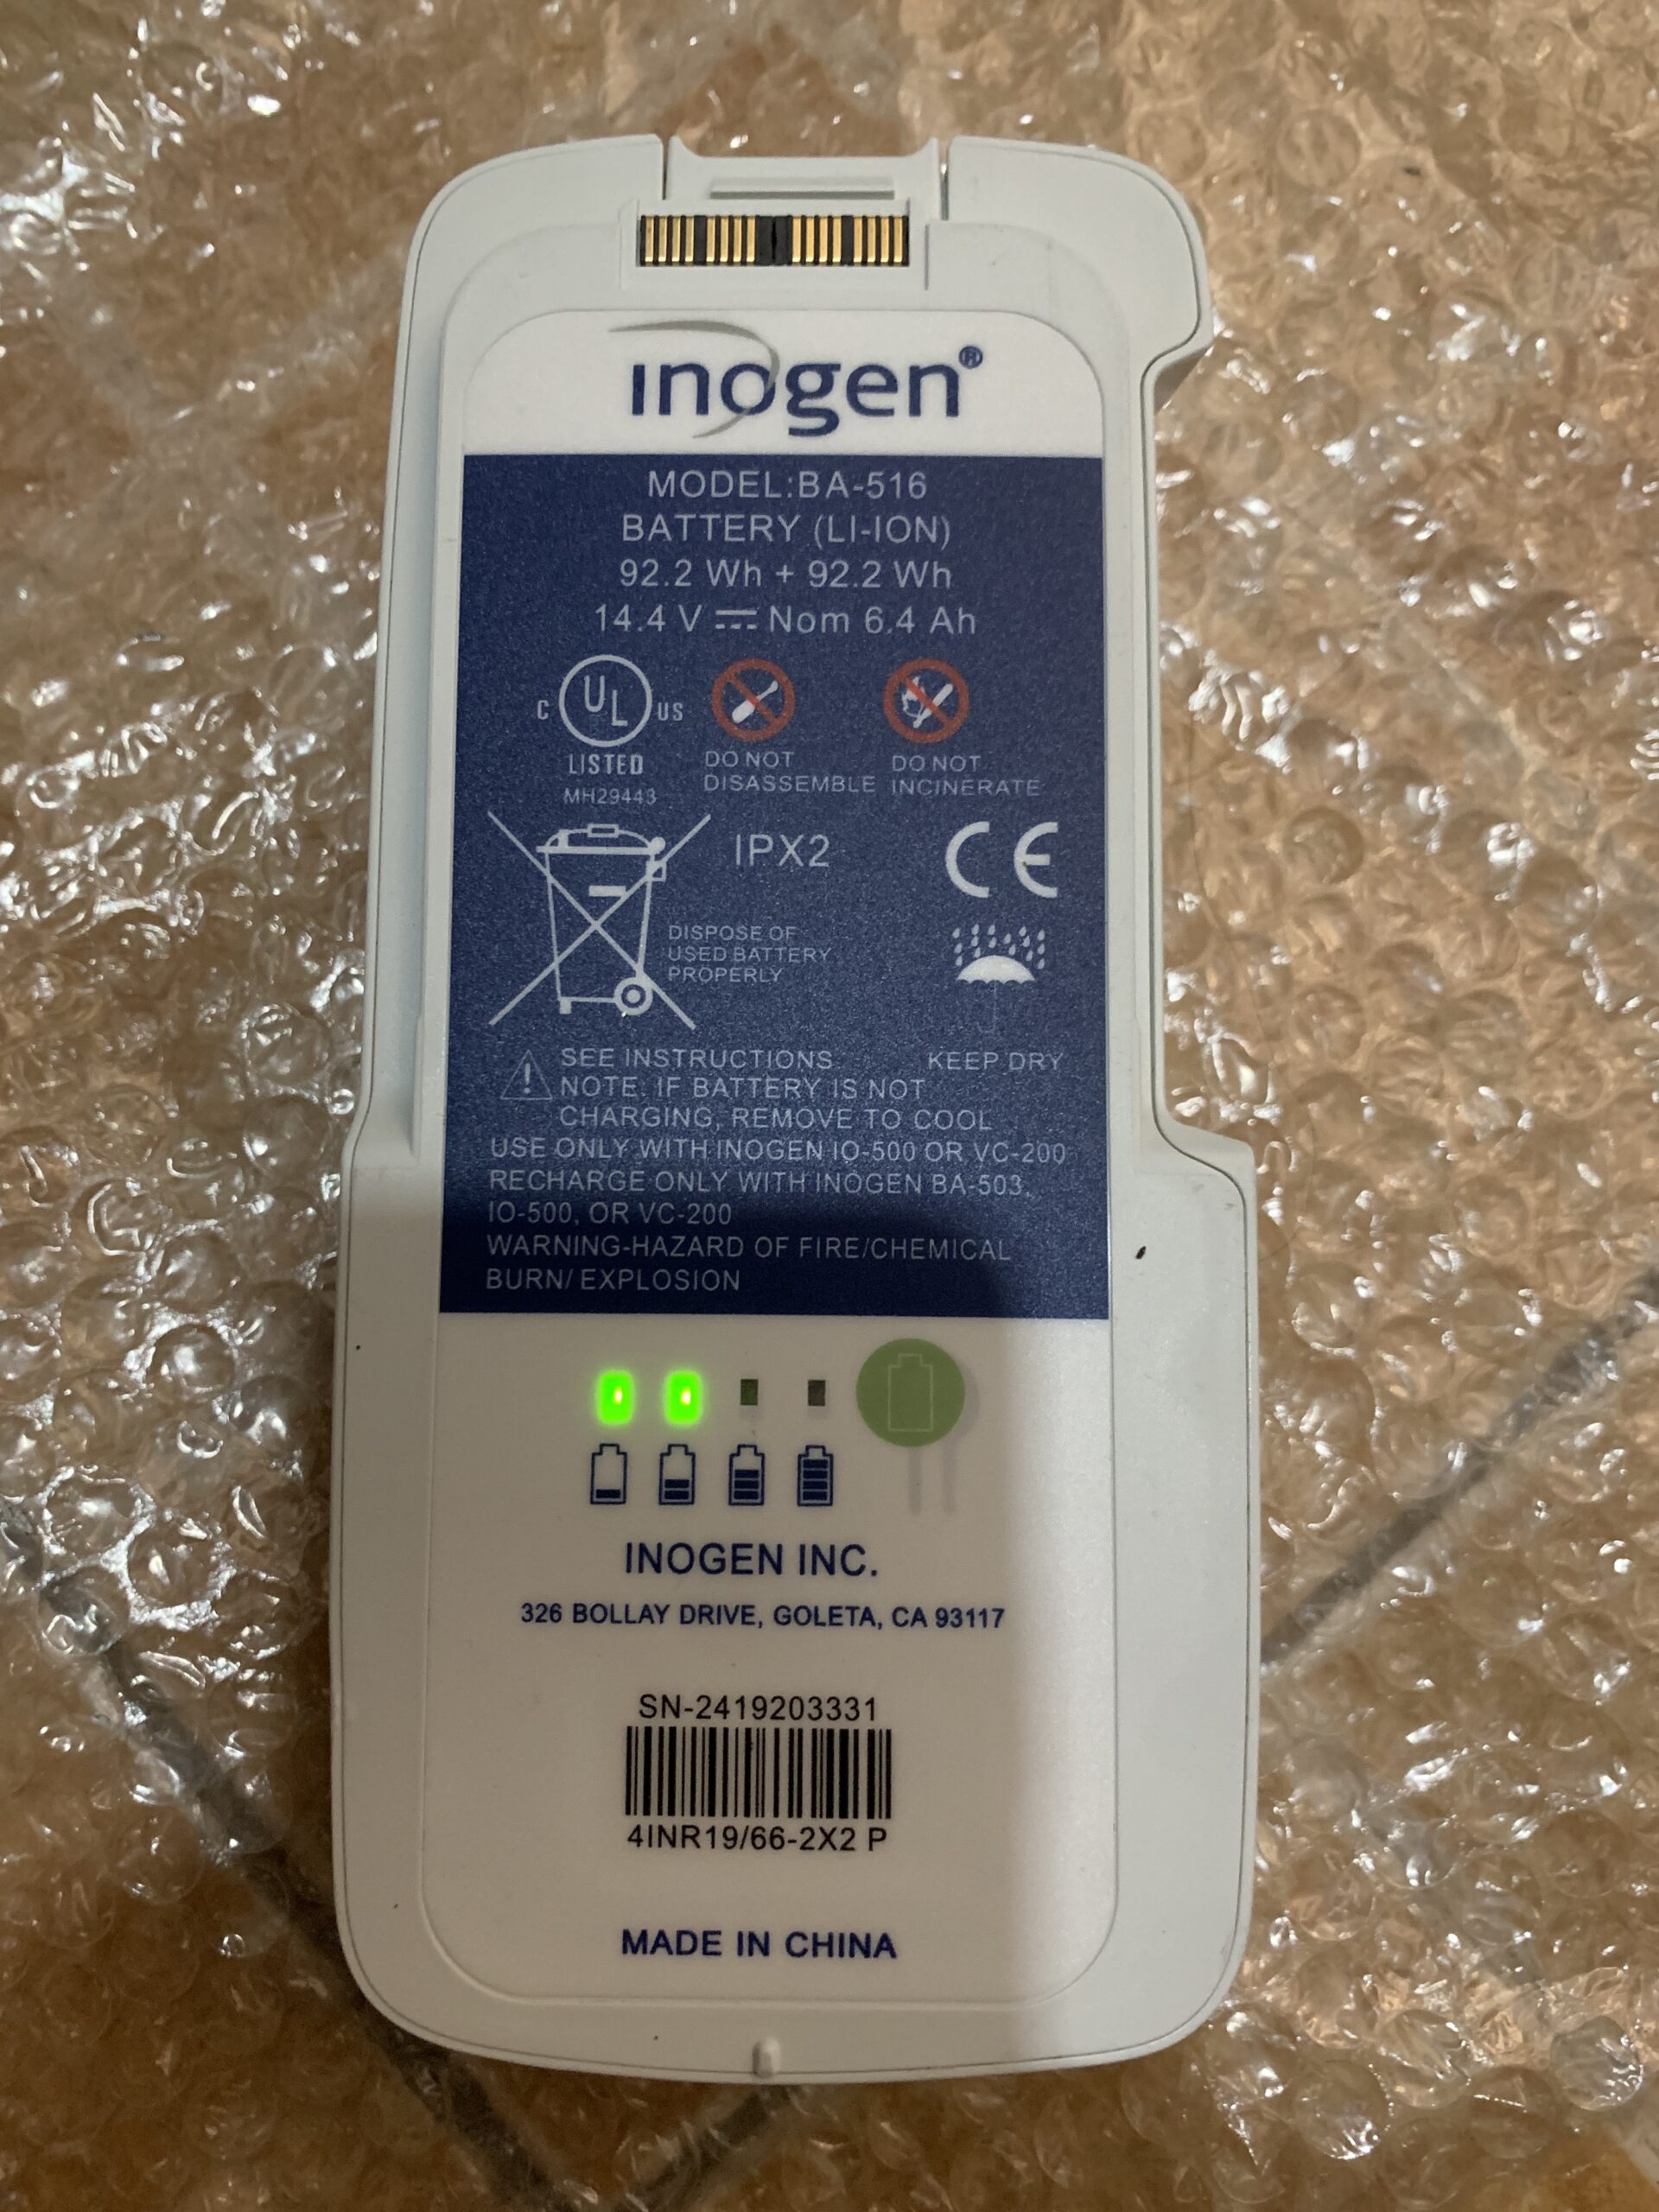 inogen®
MODEL:BA-516
BATTERY (LI-ION)
92.2 Wh + 92.2 Wh
14.4 V ⎓ Nom 6.4 Ah
C UL US
LISTED
MH29443
DO NOT
DISASSEMBLE
DO NOT
INCINERATE
IPX2
CE
DISPOSE OF
USED BATTERY
PROPERLY
KEEP DRY
SEE INSTRUCTIONS
NOTE: IF BATTERY IS NOT
CHARGING, REMOVE TO COOL
USE ONLY WITH INOGEN IO-500 OR VC-200
RECHARGE ONLY WITH INOGEN BA-503,
IO-500, OR VC-200
WARNING-HAZARD OF FIRE/CHEMICAL
BURN/ EXPLOSION
INOGEN INC.
326 BOLLAY DRIVE, GOLETA, CA 93117
SN-2419203331
4INR19/66-2X2 P
MADE IN CHINA